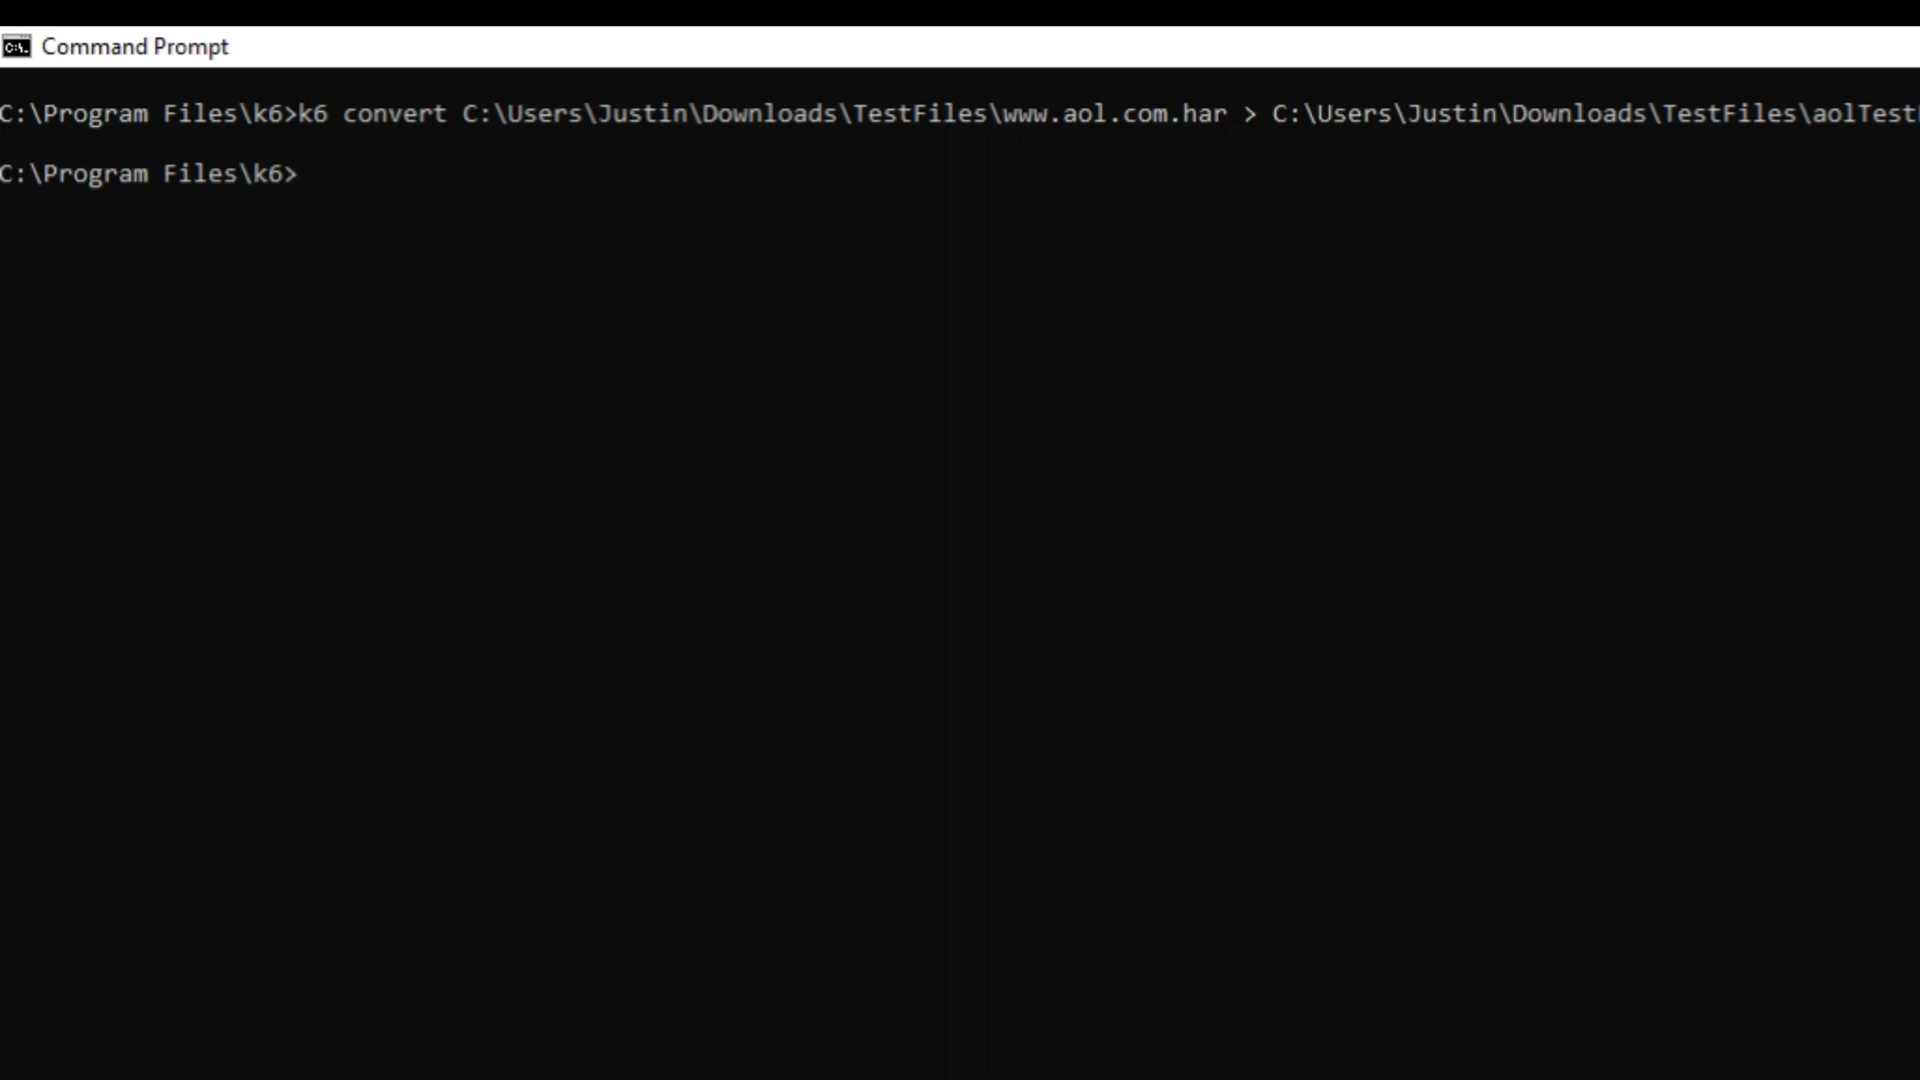 Command Prompt
C:\Program Files\k6>k6 convert C:\Users\Justin\Downloads\TestFiles\www.aol.com.har > C:\Users\Justin\Downloads\TestFiles\aolTest
C:\Program Files\k6>